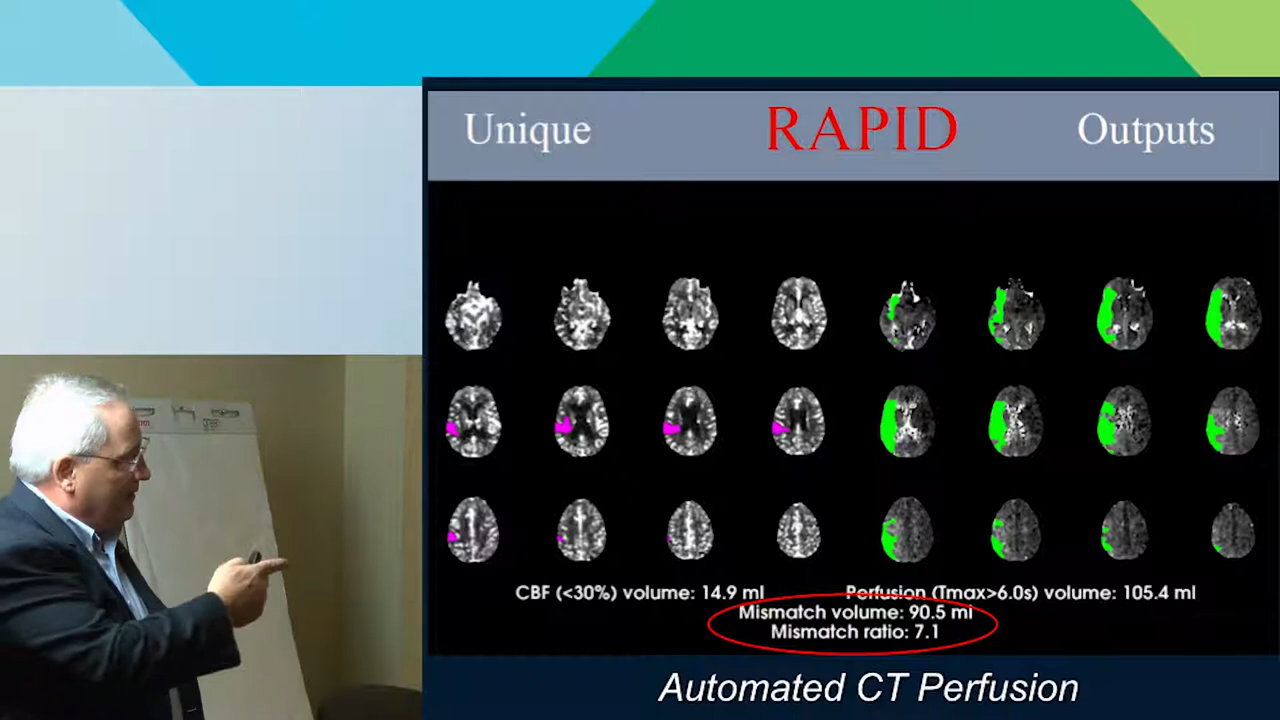 Unique RAPID Outputs
CBF (<30%) volume: 14.9 ml Perfusion (Tmax>6.0s) volume: 105.4 ml
Mismatch volume: 90.5 ml
Mismatch ratio: 7.1
Automated CT Perfusion